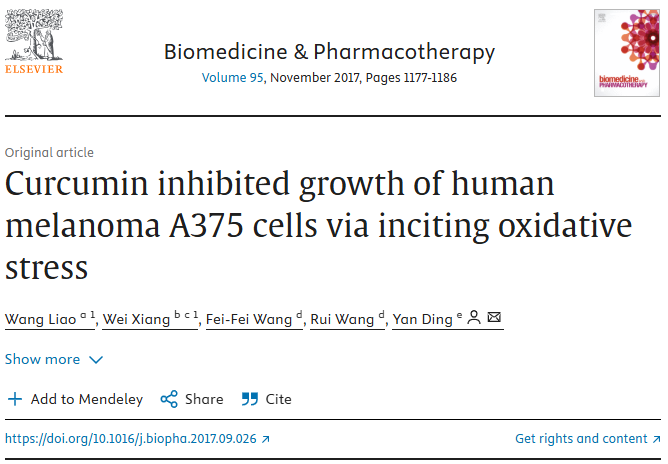 ELSEVIER
Biomedicine & Pharmacotherapy
Volume 95, November 2017, Pages 1177-1186
biomedicine
PHARMACOTHERAPY
Original article
Curcumin inhibited growth of human
melanoma A375 cells via inciting oxidative
stress
Wang Liao a 1, Wei Xiang b c 1, Fei-Fei Wang d, Rui Wang d, Yan Ding e
Show more
Add to Mendeley Share Cite
https://doi.org/10.1016/j.biopha.2017.09.026 Get rights and content